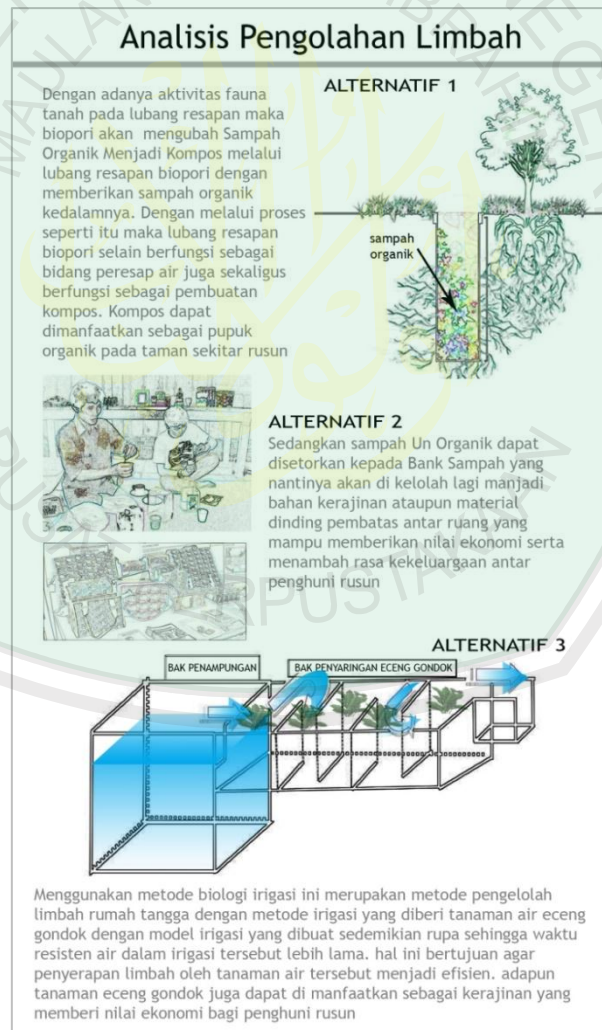 Analisis Pengolahan Limbah
ALTERNATIF 1
Dengan adanya aktivitas fauna
tanah pada lubang resapan maka
biopori akan mengubah Sampah
Organik Menjadi Kompos melalui
lubang resapan biopori dengan
memberikan sampah organik
kedalamnya. Dengan melalui proses
seperti itu maka lubang resapan
biopori selain berfungsi sebagai
bidang peresap air juga sekaligus
berfungsi sebagai pembuatan
kompos. Kompos dapat
dimanfaatkan sebagai pupuk
organik pada taman sekitar rusun
sampah
organik
ALTERNATIF 2
Sedangkan sampah Un Organik dapat
disetorkan kepada Bank Sampah yang
nantinya akan di kelolah lagi manjadi
bahan kerajinan ataupun material
dinding pembatas antar ruang yang
mampu memberikan nilai ekonomi serta
menambah rasa kekeluargaan antar
penghuni rusun
ALTERNATIF 3
BAK PENAMPUNGAN
BAK PENYARINGAN ECENG GONDOK
Menggunakan metode biologi irigasi ini merupakan metode pengelolah
limbah rumah tangga dengan metode irigasi yang diberi tanaman air eceng
gondok dengan model irigasi yang dibuat sedemikian rupa sehingga waktu
resisten air dalam irigasi tersebut lebih lama. hal ini bertujuan agar
penyerapan limbah oleh tanaman air tersebut menjadi efisien. adapun
tanaman eceng gondok juga dapat di manfaatkan sebagai kerajinan yang
memberi nilai ekonomi bagi penghuni rusun